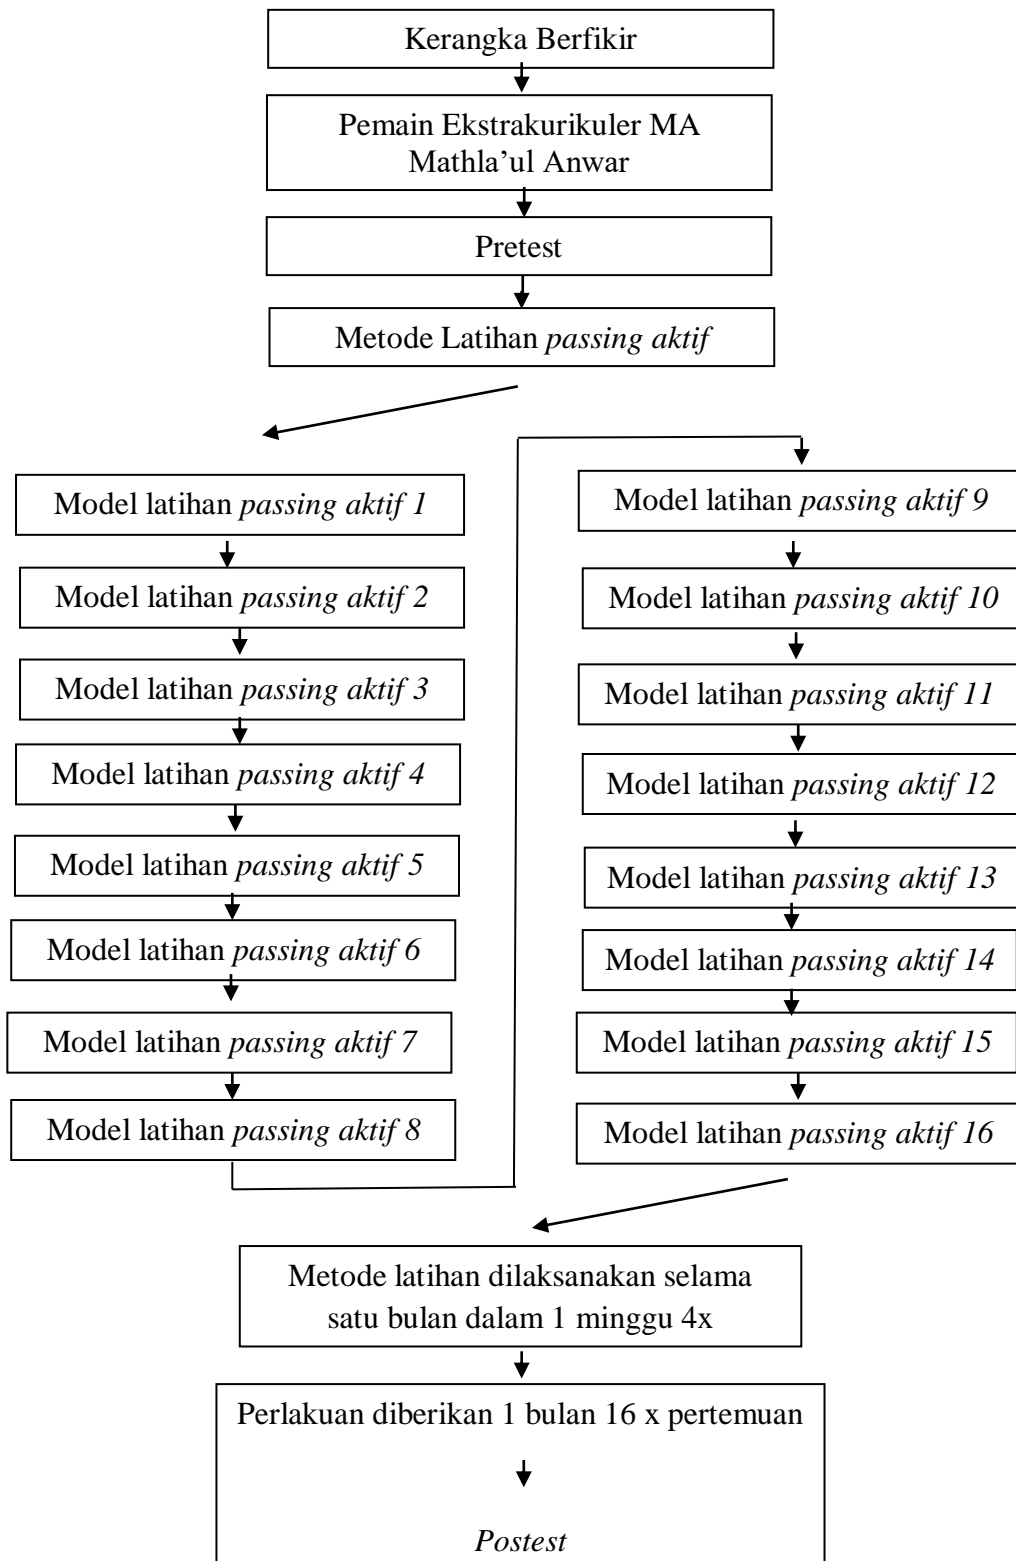 Kerangka Berfikir
Pemain Ekstrakurikuler MA
Mathla’ul Anwar
Pretest
Metode Latihan passing aktif
Model latihan passing aktif 1
Model latihan passing aktif 2
Model latihan passing aktif 3
Model latihan passing aktif 4
Model latihan passing aktif 5
Model latihan passing aktif 6
Model latihan passing aktif 7
Model latihan passing aktif 8
Model latihan passing aktif 9
Model latihan passing aktif 10
Model latihan passing aktif 11
Model latihan passing aktif 12
Model latihan passing aktif 13
Model latihan passing aktif 14
Model latihan passing aktif 15
Model latihan passing aktif 16
Metode latihan dilaksanakan selama
satu bulan dalam 1 minggu 4x
Perlakuan diberikan 1 bulan 16 x pertemuan
Postest